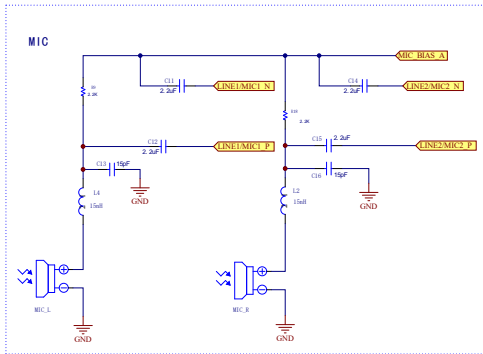 MIC
MIC_BIAS_A
C11
2.2uF
LINE1/MIC1_N
C14
2.2uF
LINE2/MIC2_N
2.2K
2.2K
C12
2.2uF
LINE1/MIC1_P
C15
2.2uF
LINE2/MIC2_P
C13
15pF
GND
C16
15pF
GND
L4
15nH
L2
15nH
MIC_L
GND
MIC_R
GND